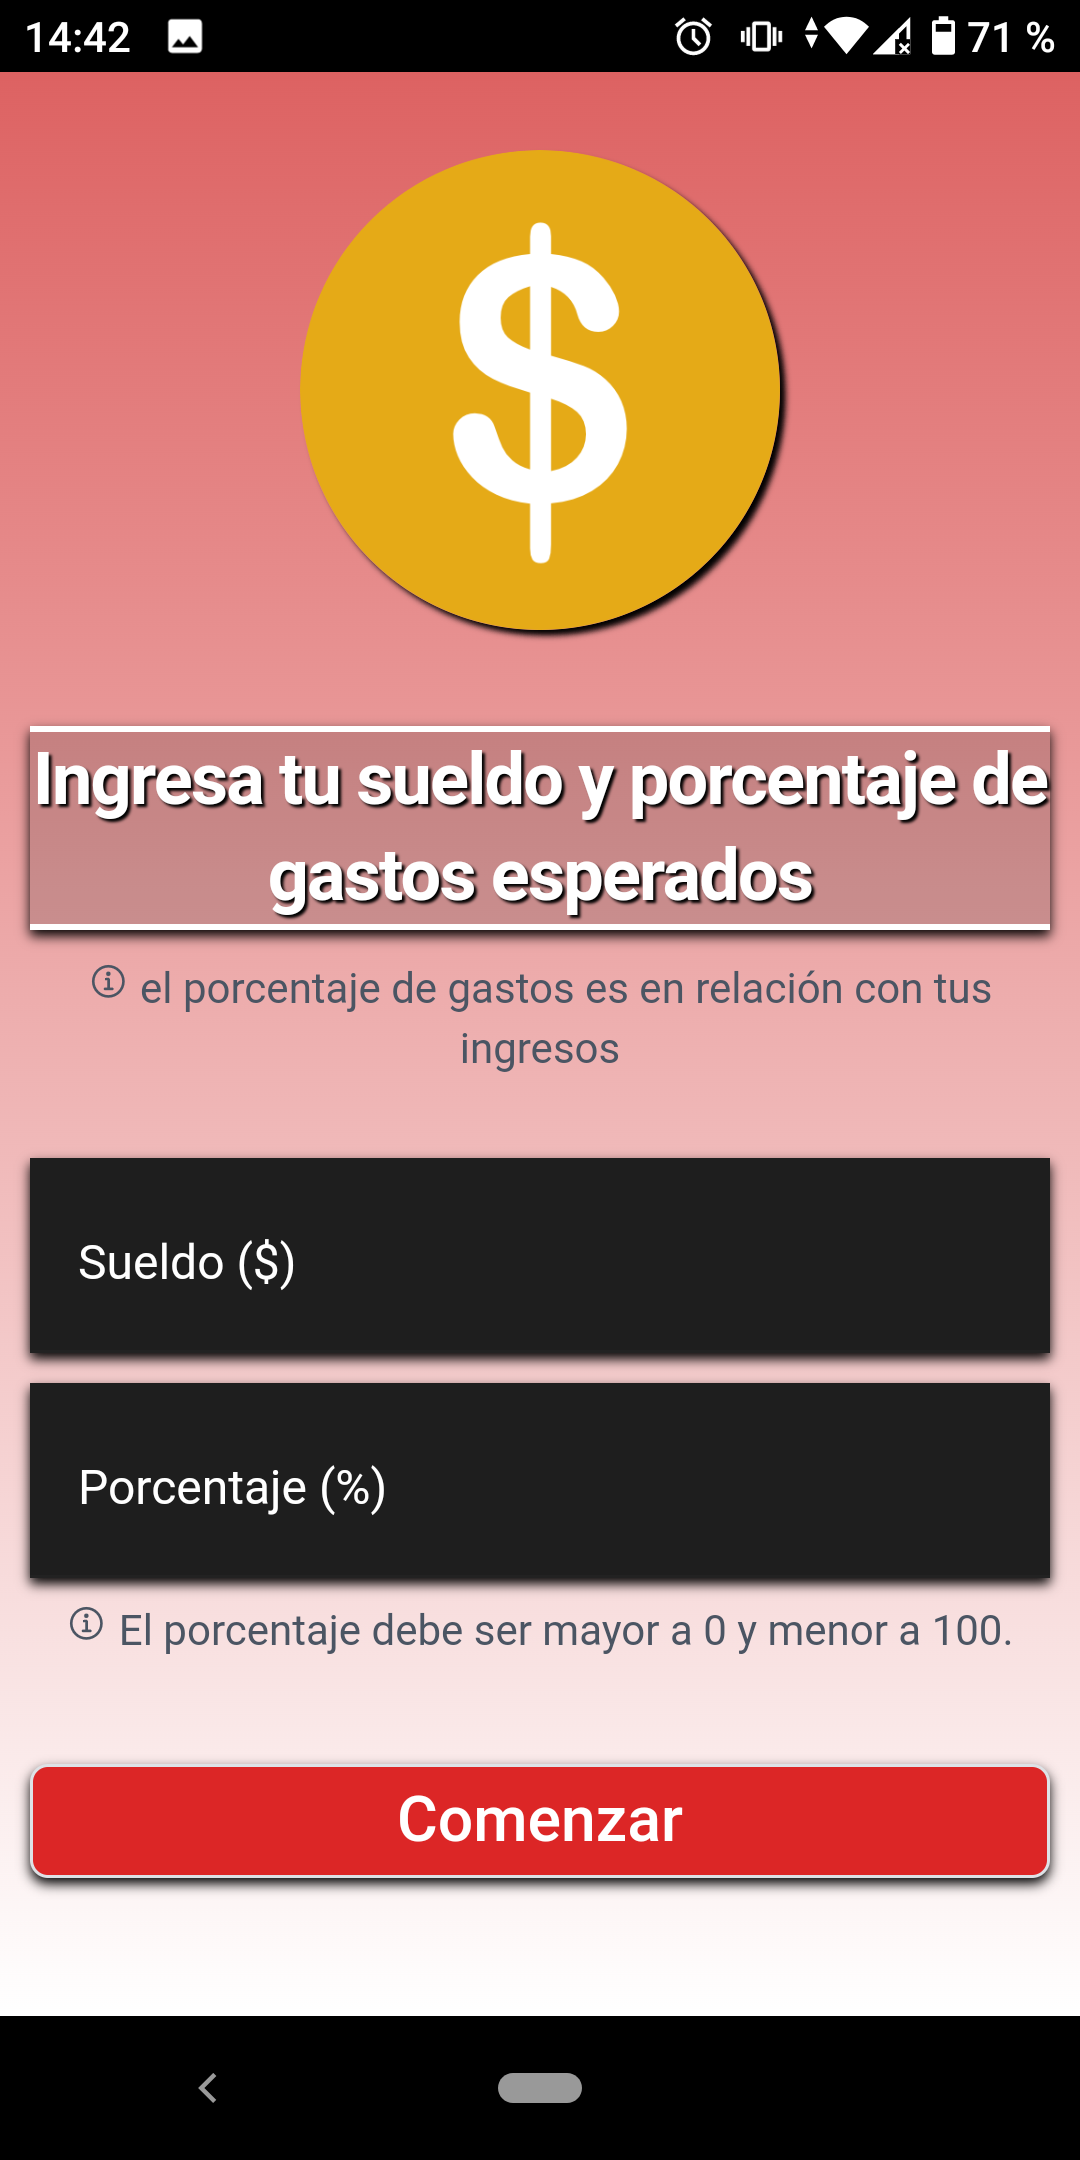 14:42 71 %
$
Ingresa tu sueldo y porcentaje de
gastos esperados
el porcentaje de gastos es en relación con tus
ingresos
Sueldo ($)
Porcentaje (%)
El porcentaje debe ser mayor a 0 y menor a 100.
Comenzar